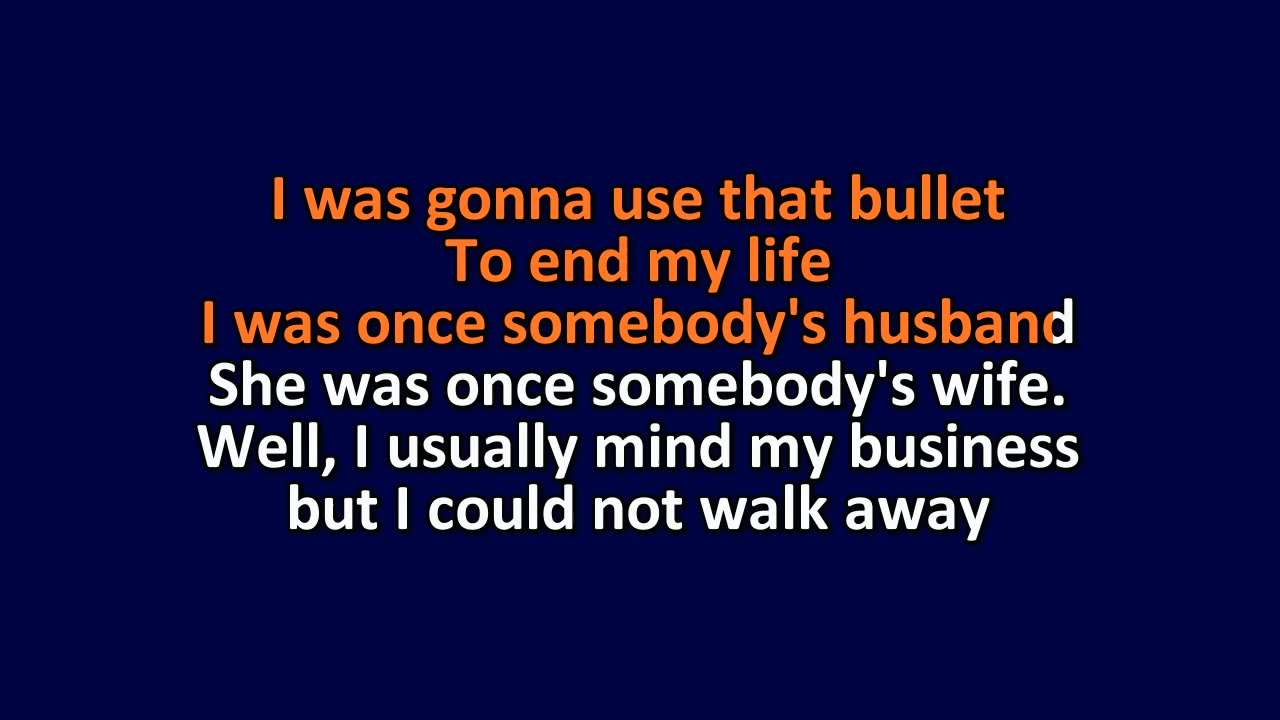 I was gonna use that bullet
To end my life
I was once somebody's husband
She was once somebody's wife.
Well, I usually mind my business
but I could not walk away